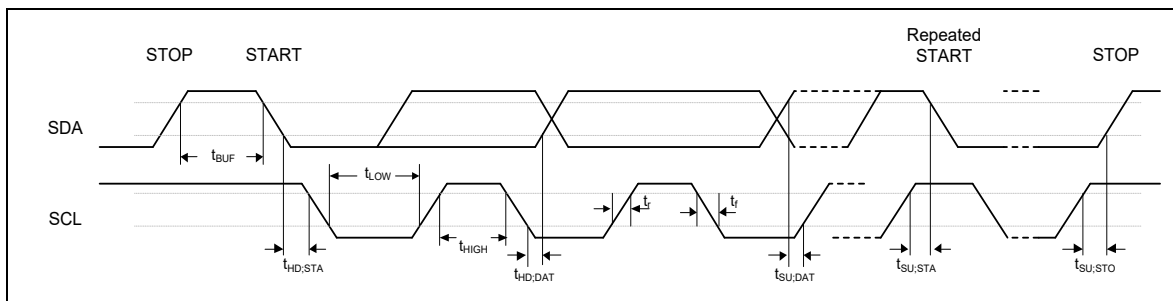 STOP
START
Repeated
START
STOP
SDA
tBUF
tLOW
SCL
tr
tf
tHIGH
tHD;STA
tHD;DAT
tSU;DAT
tSU;STA
tSU;STO